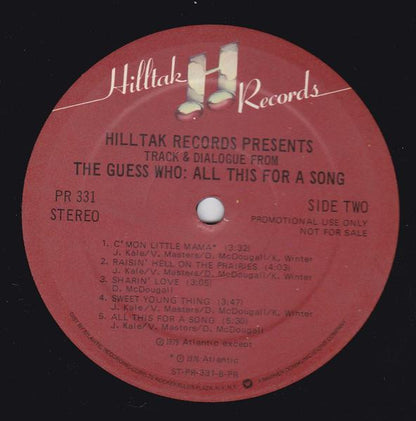 Hilltak Records
HILLTAK RECORDS PRESENTS
TRACK & DIALOGUE FROM
THE GUESS WHO: ALL THIS FOR A SONG
PR 331
STEREO
SIDE TWO
PROMOTIONAL USE ONLY
NOT FOR SALE
1. C'MON LITTLE MAMA* (3:32)
J. Kale/V. Masters/D. McDougall/K. Winter
2. RAISIN' HELL ON THE PRAIRIES (4:03)
J. Kale/V. Masters/D. McDougall/K. Winter
3. SHARIN' LOVE (3:05)
D. McDougall
4. SWEET YOUNG THING (3:47)
J. Kale/V. Masters/D. McDougall/K. Winter
5. ALL THIS FOR A SONG (5:30)
J. Kale/V. Masters/D. McDougall/K. Winter
Atlantic except
Atlantic
ST-PR-331-B-PR